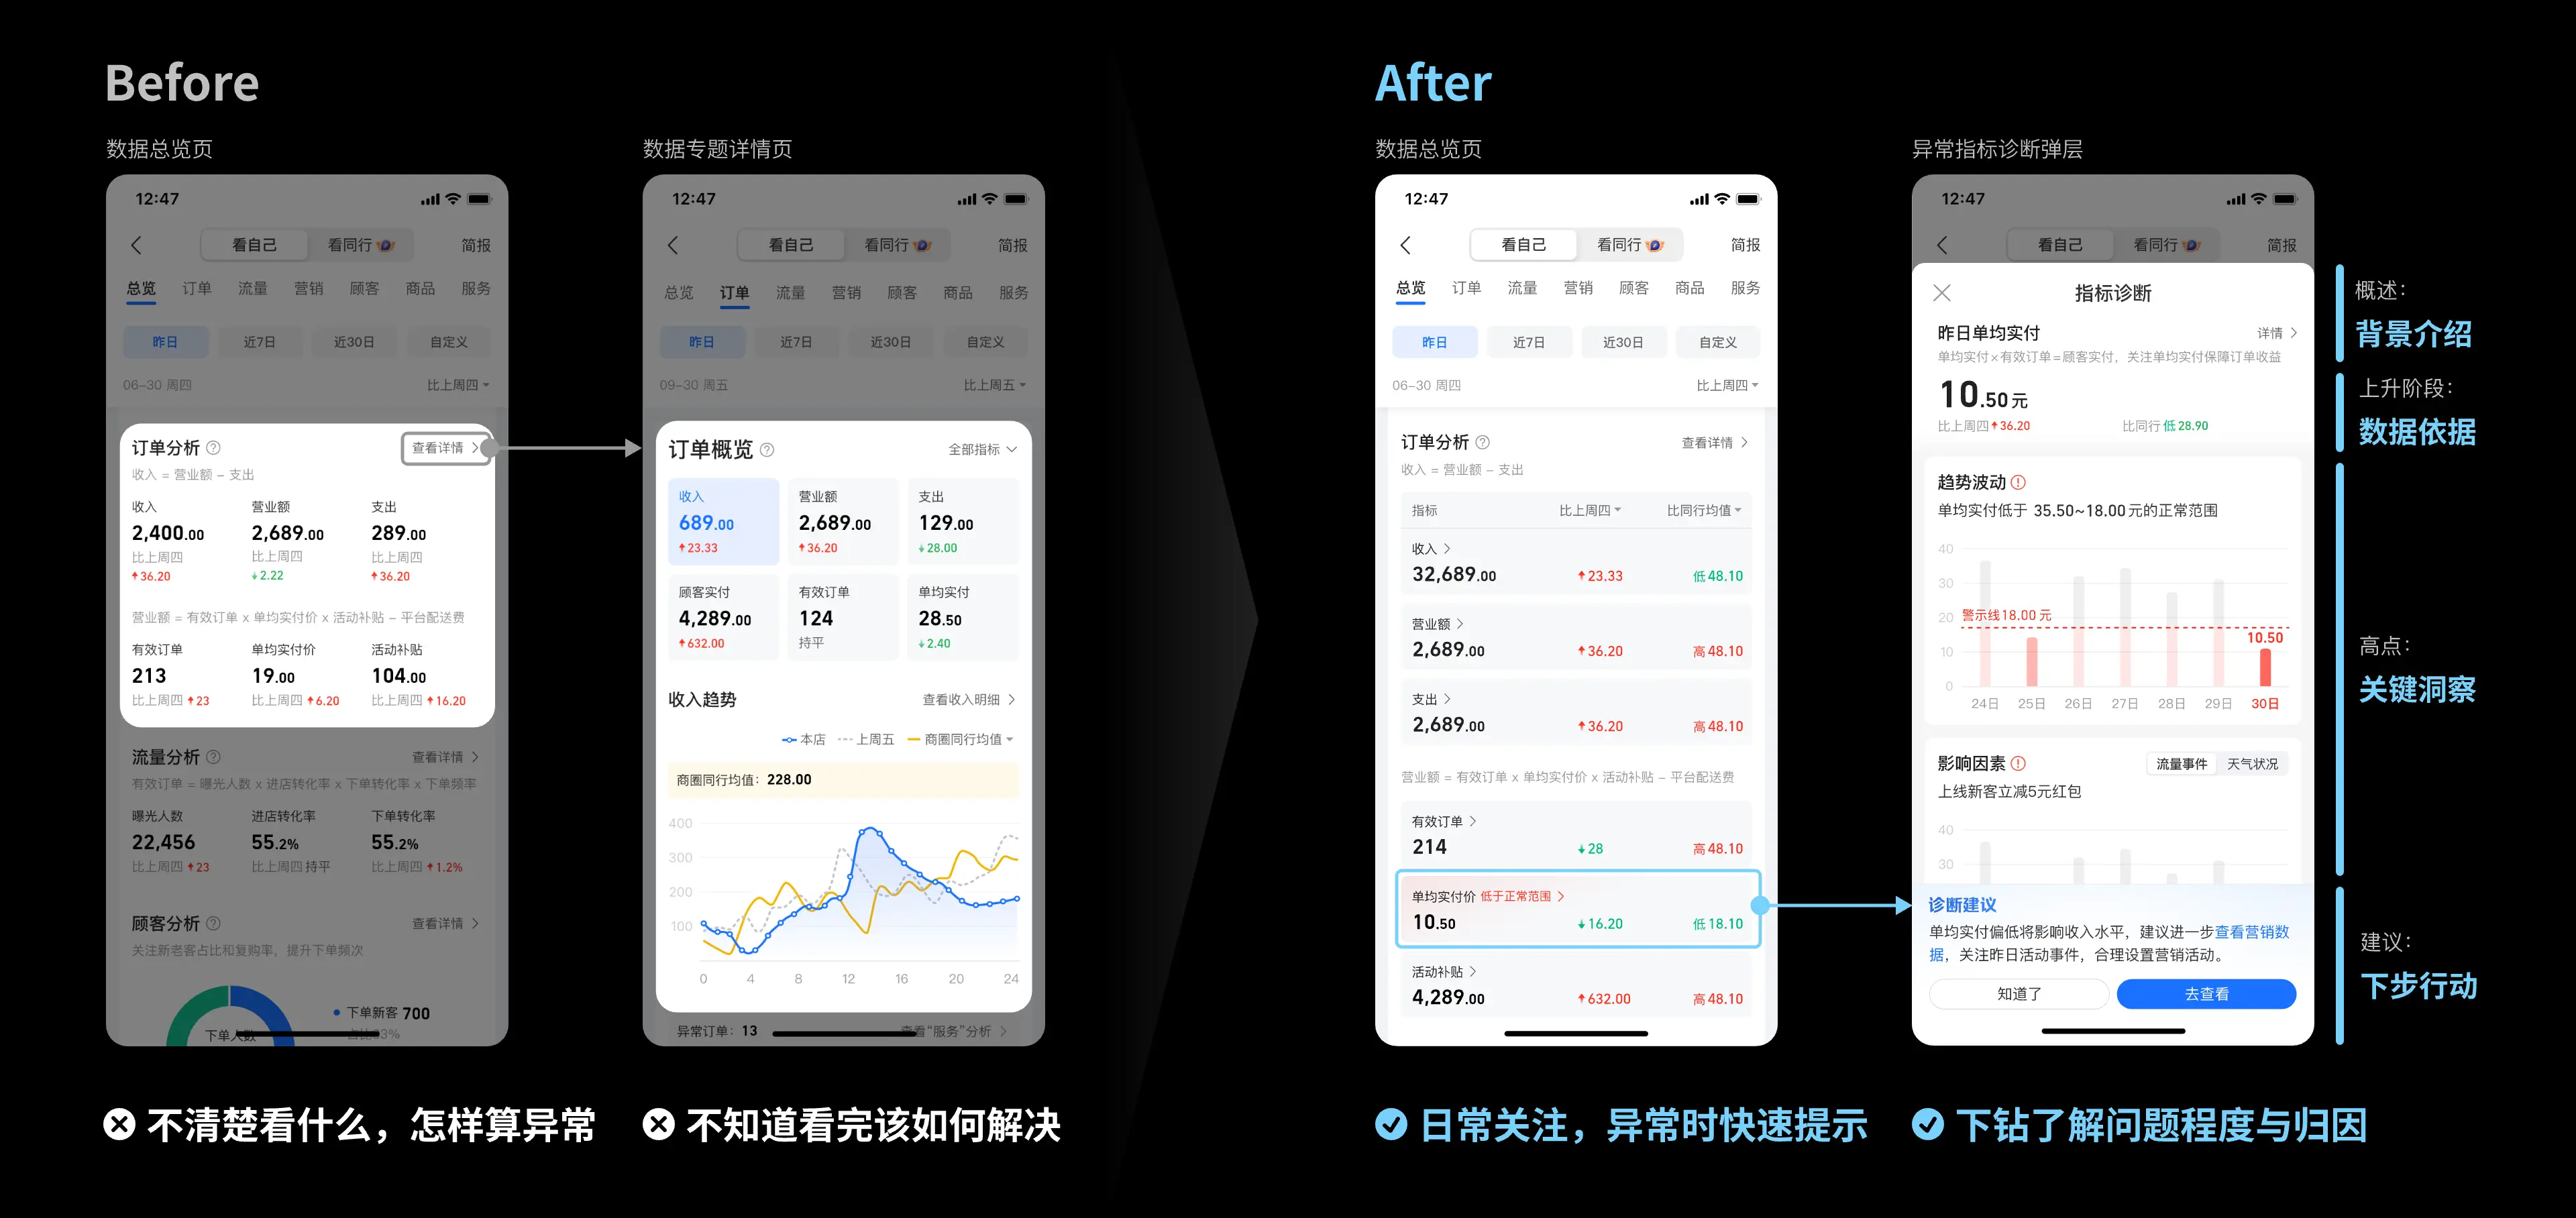 Before
数据总览页
12:47
看自己
看同行
简报
总览
订单
流量
营销
顾客
商品
服务
昨日
近7日
近30日
自定义
06-30 周四
比上周四
订单分析
查看详情
收入 = 营业额 - 支出
收入
营业额
支出
2,400.00
2,689.00
289.00
比上周四
比上周四
比上周四
36.20
2.22
36.20
营业额 = 有效订单 x 单均实付价 x 活动补贴 - 平台配送费
有效订单
单均实付价
活动补贴
213
19.00
104.00
比上周四 23
比上周四 6.20
比上周四 16.20
流量分析
查看详情
有效订单 = 曝光人数 x 进店转化率 x 下单转化率 x 下单频率
曝光人数
进店转化率
下单转化率
22,456
55.2%
55.2%
比上周四 23
比上周四 持平
比上周四 1.2%
顾客分析
查看详情
关注新老客占比和复购率，提升下单频次
下单新客 700
下单人数
不清楚看什么，怎样算异常
数据专题详情页
12:47
看自己
看同行
简报
总览
订单
流量
营销
顾客
商品
服务
昨日
近7日
近30日
自定义
09-30 周五
比上周五
订单概览
全部指标
收入
营业额
支出
689.00
2,689.00
129.00
23.33
36.20
28.00
顾客实付
有效订单
单均实付
4,289.00
124
28.50
632.00
持平
2.40
收入趋势
查看收入明细
本店
上周五
商圈同行均值
商圈同行均值：228.00
400
300
200
100
0
4
8
12
16
20
24
异常订单：13
查看“服务”分析
不知道看完该如何解决
After
数据总览页
12:47
看自己
看同行
简报
总览
订单
流量
营销
顾客
商品
服务
昨日
近7日
近30日
自定义
06-30 周四
比上周四
订单分析
查看详情
收入 = 营业额 - 支出
指标
比上周四
比同行均值
收入
32,689.00
23.33
低 48.10
营业额
2,689.00
36.20
高 48.10
支出
2,689.00
36.20
高 48.10
营业额 = 有效订单 x 单均实付价 x 活动补贴 - 平台配送费
有效订单
214
28
高 48.10
单均实付价 低于正常范围
10.50
16.20
低 18.10
活动补贴
4,289.00
632.00
高 48.10
日常关注，异常时快速提示
异常指标诊断弹层
12:47
看自己
看同行
简报
指标诊断
昨日单均实付
详情
单均实付×有效订单=顾客实付，关注单均实付保障订单收益
10.50元
比上周四 36.20
比同行 低 28.90
趋势波动
单均实付低于 35.50~18.00元的正常范围
40
30
20
10
0
警示线18.00 元
10.50
24日
25日
26日
27日
28日
29日
30日
影响因素
流量事件
天气状况
上线新客立减5元红包
40
30
诊断建议
单均实付偏低将影响收入水平，建议进一步查看营销数
据，关注昨日活动事件，合理设置营销活动。
知道了
去查看
概述：
背景介绍
上升阶段：
数据依据
高点：
关键洞察
建议：
下步行动
下钻了解问题程度与归因